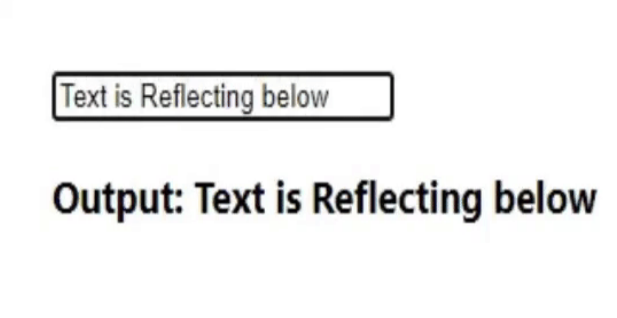 Text is Reflecting below
Output: Text is Reflecting below